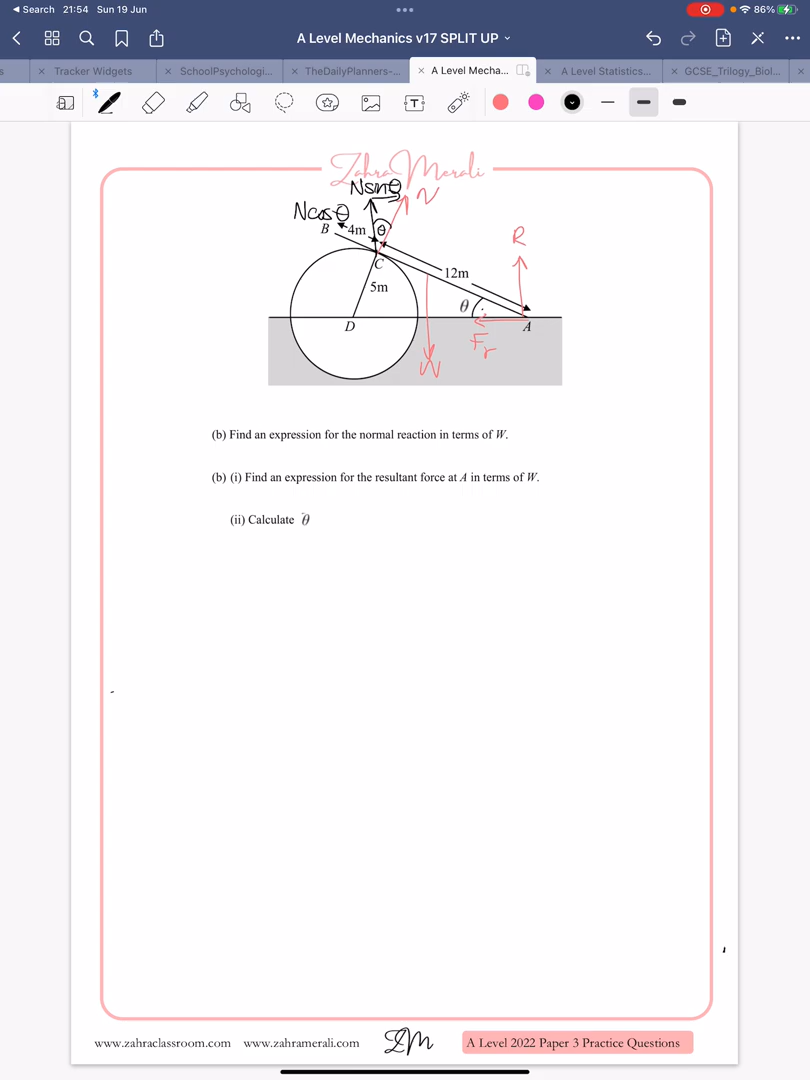 Search 21:54 Sun 19 Jun
86%
A Level Mechanics v17 SPLIT UP
s
Tracker Widgets
SchoolPsychologi...
TheDailyPlanners-...
A Level Mecha...
A Level Statistics...
GCSE_Trilogy_Biol...
Zahra Merali
Nsinθ
N
Ncosθ
B 4m θ
R
C
12m
5m
θ
D
A
Fr
W
(b) Find an expression for the normal reaction in terms of W.
(b) (i) Find an expression for the resultant force at A in terms of W.
(ii) Calculate θ
www.zahraclassroom.com www.zahramerali.com ZM A Level 2022 Paper 3 Practice Questions